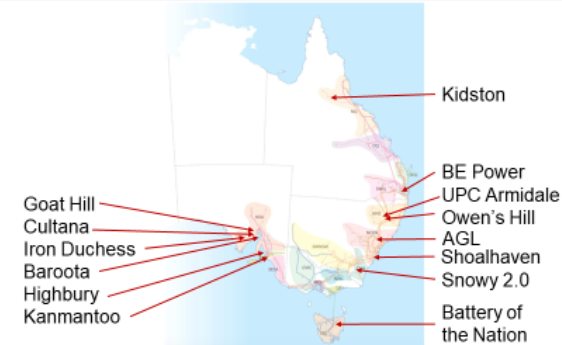 Kidston
BE Power
UPC Armidale
Owen's Hill
AGL
Shoalhaven
Snowy 2.0
Battery of
the Nation
Goat Hill
Cultana
Iron Duchess
Baroota
Highbury
Kanmantoo